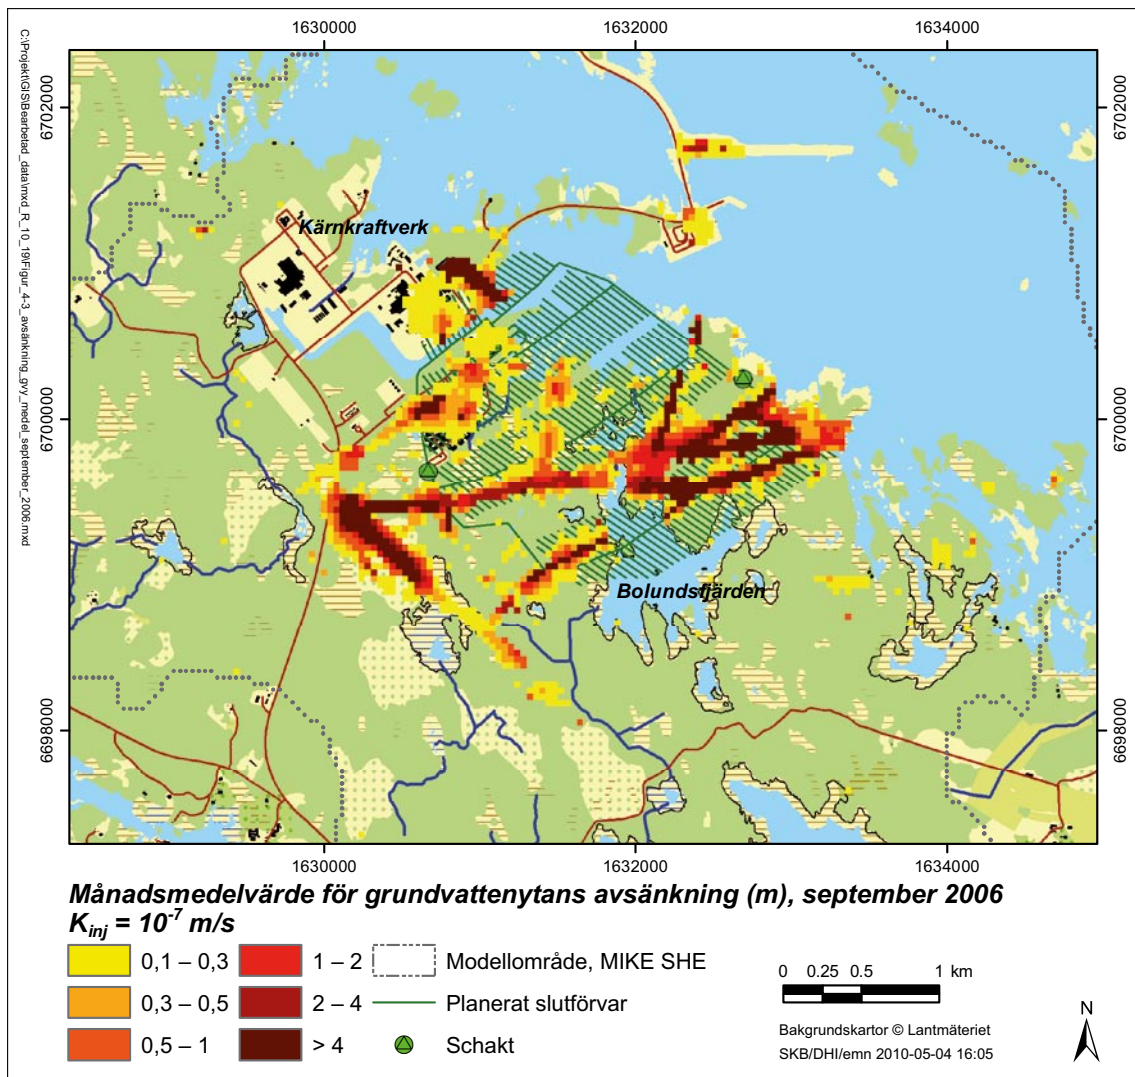 1630000
1632000
1634000
C:\Projekt\GIS\Bearbetad_data\mxd_R_10_19\Figur_4-3_avsänkning_gvy_medel_september_2006.mxd
6702000
6702000
Kärnkraftverk
6700000
6700000
Bolundsfjärden
6698000
6698000
1630000
1632000
1634000
Månadsmedelvärde för grundvattenytans avsänkning (m), september 2006
K_inj = 10^-7 m/s
0,1 – 0,3
1 – 2
Modellområde, MIKE SHE
0 0.25 0.5 1 km
0,3 – 0,5
2 – 4
Planerat slutförvar
N
Bakgrundskartor © Lantmäteriet
0,5 – 1
> 4
Schakt
SKB/DHI/emn 2010-05-04 16:05